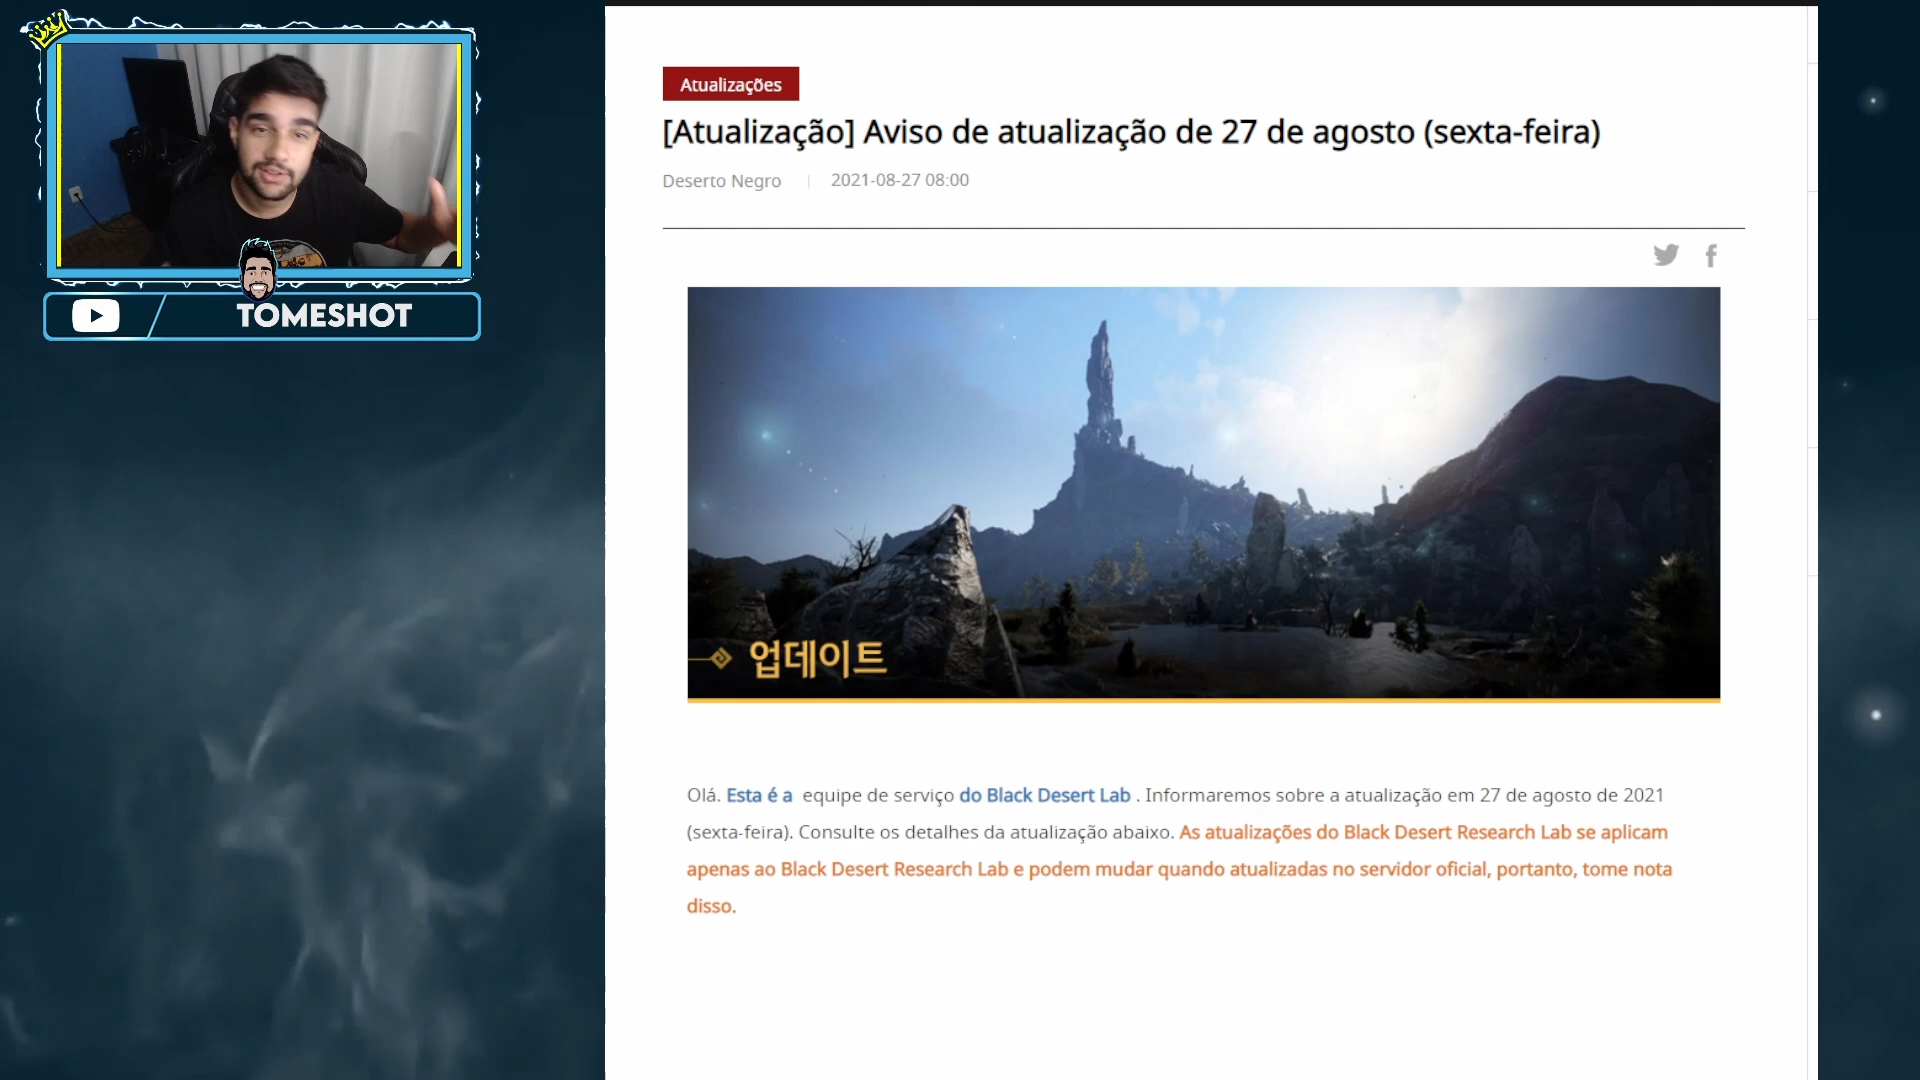 TOMESHOT
Atualizações
[Atualização] Aviso de atualização de 27 de agosto (sexta-feira)
Deserto Negro | 2021-08-27 08:00
업데이트
Olá. Esta é a equipe de serviço do Black Desert Lab . Informaremos sobre a atualização em 27 de agosto de 2021
(sexta-feira). Consulte os detalhes da atualização abaixo. As atualizações do Black Desert Research Lab se aplicam
apenas ao Black Desert Research Lab e podem mudar quando atualizadas no servidor oficial, portanto, tome nota
disso.